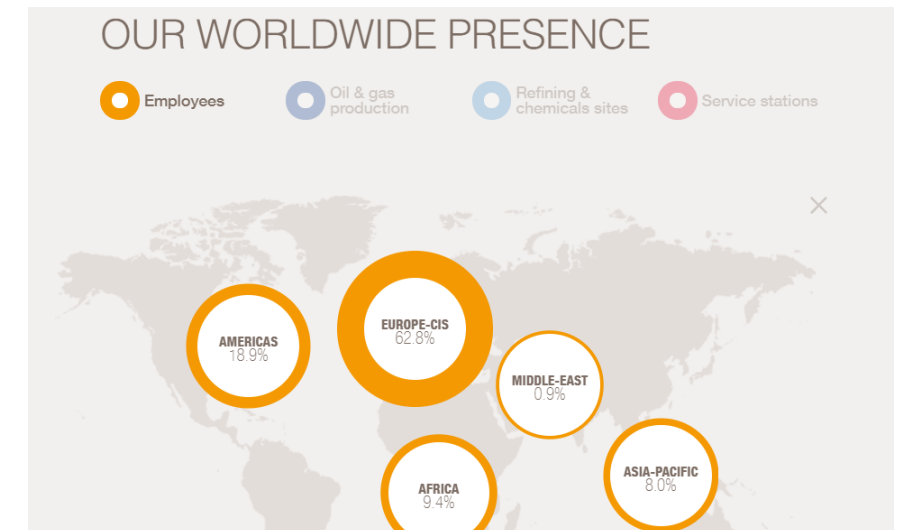 OUR WORLDWIDE PRESENCE
Employees
Oil & gas
production
Refining &
chemicals sites
Service stations
EUROPE-CIS
62.8%
AMERICAS
18.9%
MIDDLE-EAST
0.9%
ASIA-PACIFIC
8.0%
AFRICA
9.4%